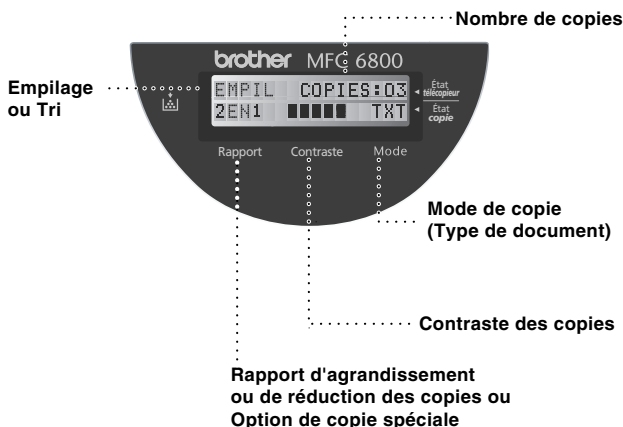 Nombre de copies
brother MFC 6800
Empilage
ou Tri
EMPIL COPIES:03
État
télécopieur
2EN1 TXT
État
copie
Rapport Contraste Mode
Mode de copie
(Type de document)
Contraste des copies
Rapport d'agrandissement
ou de réduction des copies ou
Option de copie spéciale